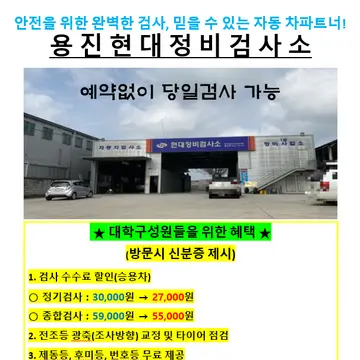 안전을 위한 완벽한 검사, 믿을 수 있는 자동 차파트너!
용진현대정비검사소
예약없이 당일검사 가능
자동차검사소
현대정비검사소
정비사업소
★ 대학구성원들을 위한 혜택 ★
(방문시 신분증 제시)
1. 검사 수수료 할인(승용차)
○ 정기검사 : 30,000원 → 27,000원
○ 종합검사 : 59,000원 → 55,000원
2. 전조등 광축(조사방향) 교정 및 타이어 점검
3. 제동등, 후미등, 번호등 무료 제공